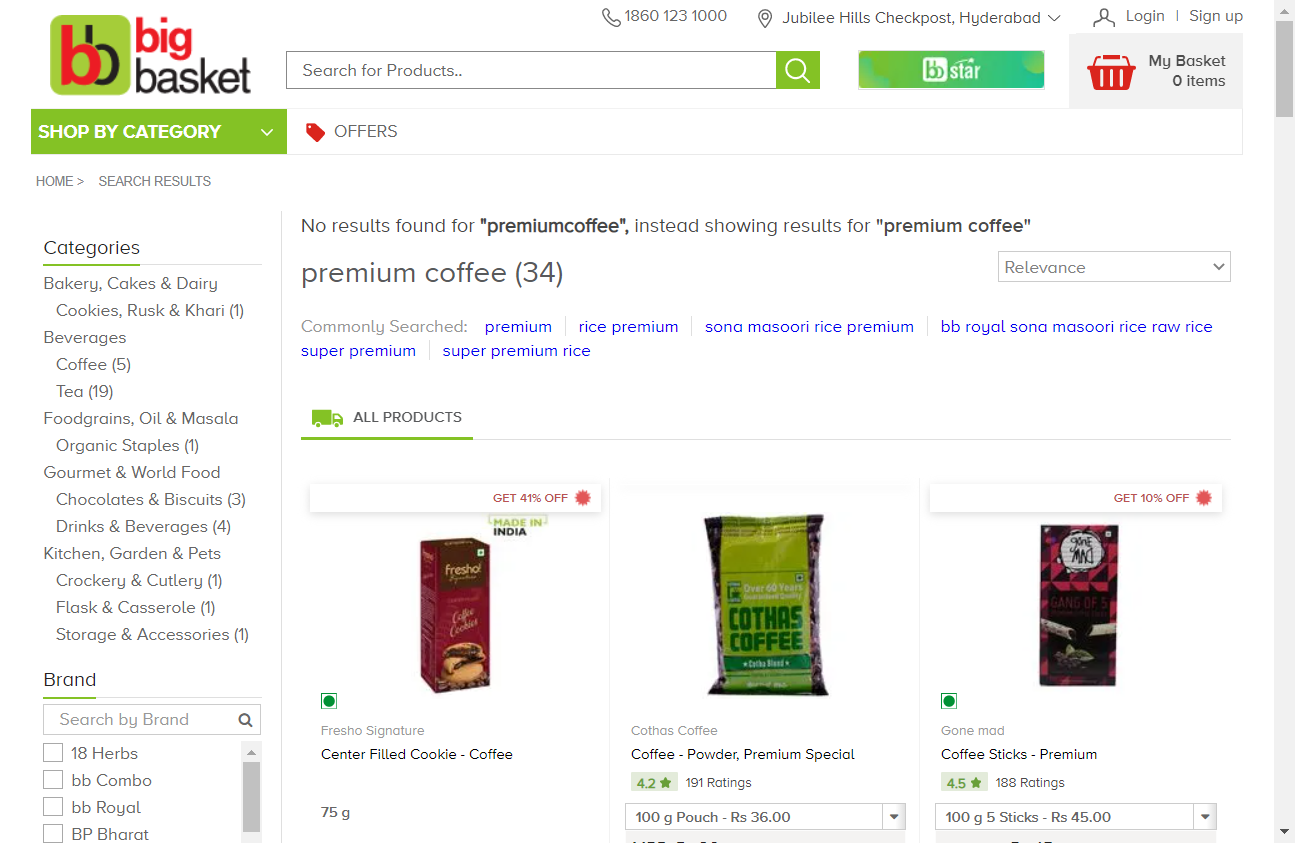 1860 123 1000
Jubilee Hills Checkpost, Hyderabad
Login | Sign up
bb big basket
Search for Products..
bb star
My Basket
0 items
SHOP BY CATEGORY
OFFERS
HOME > SEARCH RESULTS
No results found for "premiumcoffee", instead showing results for "premium coffee"
premium coffee (34)
Relevance
Commonly Searched: premium rice premium sona masoori rice premium bb royal sona masoori rice raw rice
super premium super premium rice
ALL PRODUCTS
Categories
Bakery, Cakes & Dairy
Cookies, Rusk & Khari (1)
Beverages
Coffee (5)
Tea (19)
Foodgrains, Oil & Masala
Organic Staples (1)
Gourmet & World Food
Chocolates & Biscuits (3)
Drinks & Beverages (4)
Kitchen, Garden & Pets
Crockery & Cutlery (1)
Flask & Casserole (1)
Storage & Accessories (1)
Brand
Search by Brand
18 Herbs
bb Combo
bb Royal
BP Bharat
GET 41% OFF
MADE IN
INDIA
fresho!
Signature
Coffee
Cookies
Fresho Signature
Center Filled Cookie - Coffee
75 g
Over 60 Years
COTHAS
COFFEE
Cothas Coffee
Coffee - Powder, Premium Special
4.2 191 Ratings
100 g Pouch - Rs 36.00
GET 10% OFF
gone
MAD
GANG OF 5
Gone mad
Coffee Sticks - Premium
4.5 188 Ratings
100 g 5 Sticks - Rs 45.00